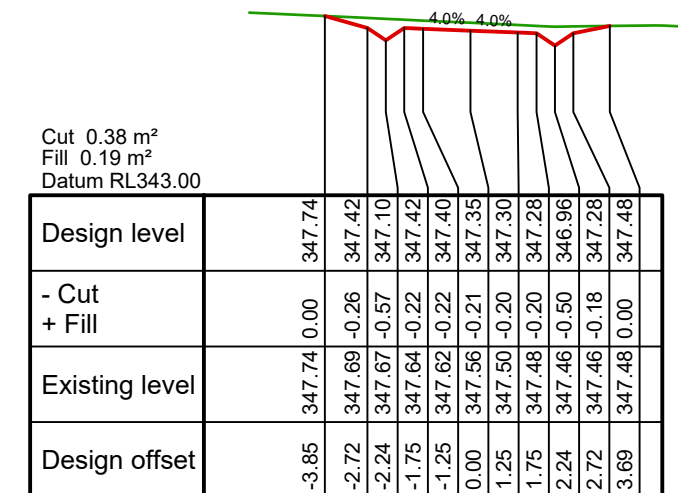 4.0% 4.0%
Cut 0.38 m²
Fill 0.19 m²
Datum RL343.00
Design level 347.74 347.42 347.10 347.42 347.40 347.35 347.30 347.28 346.96 347.28 347.48
- Cut
+ Fill
0.00 -0.26 -0.57 -0.22 -0.22 -0.21 -0.20 -0.20 -0.50 -0.18 0.00
Existing level 347.74 347.69 347.67 347.64 347.62 347.56 347.50 347.48 347.46 347.46 347.48
Design offset -3.85 -2.72 -2.24 -1.75 -1.25 0.00 1.25 1.75 2.24 2.72 3.69